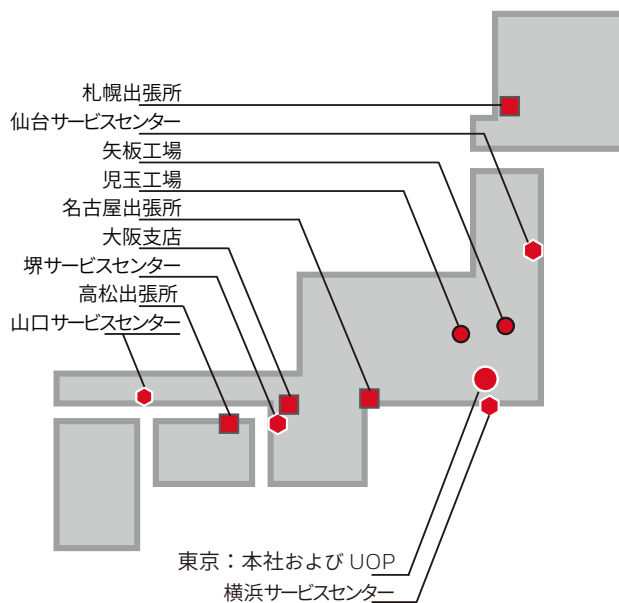 札幌出張所
仙台サービスセンター
矢板工場
児玉工場
名古屋出張所
大阪支店
堺サービスセンター
高松出張所
山口サービスセンター
東京：本社および UOP
横浜サービスセンター